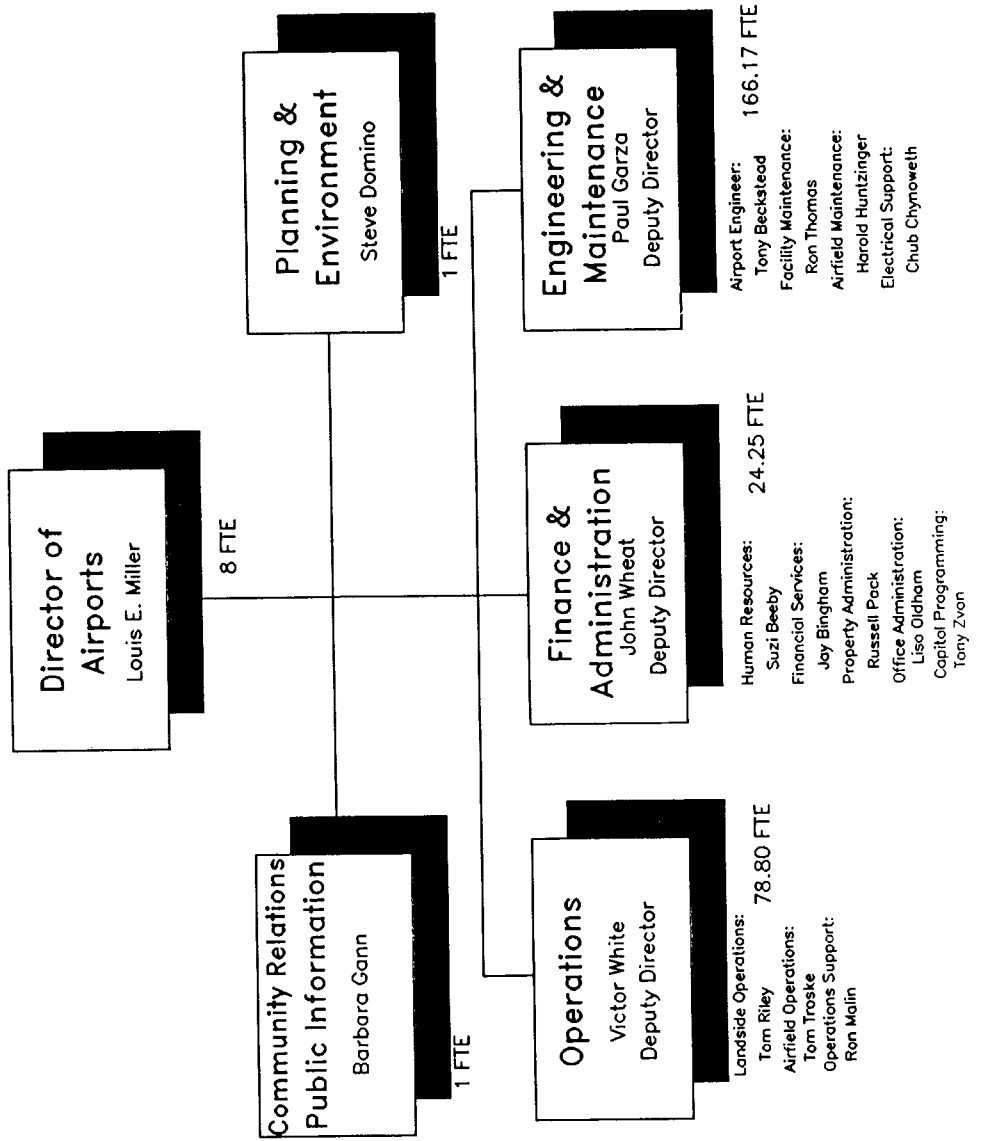 Director of
Airports
Louis E. Miller
8 FTE
Community Relations
Public Information
Barbara Gann
1 FTE
Planning &
Environment
Steve Domino
1 FTE
Operations
Victor White
Deputy Director
78.80 FTE
Landside Operations:
Tom Riley
Airfield Operations:
Tom Troske
Operations Support:
Ron Malin
Finance &
Administration
John Wheat
Deputy Director
24.25 FTE
Human Resources:
Suzi Beeby
Financial Services:
Jay Bingham
Property Administration:
Russell Pack
Office Administration:
Lisa Oldham
Capital Programming:
Tony Zvan
Engineering &
Maintenance
Paul Garza
Deputy Director
166.17 FTE
Airport Engineer:
Tony Beckstead
Facility Maintenance:
Ron Thomas
Airfield Maintenance:
Harold Huntzinger
Electrical Support:
Chub Chynoweth